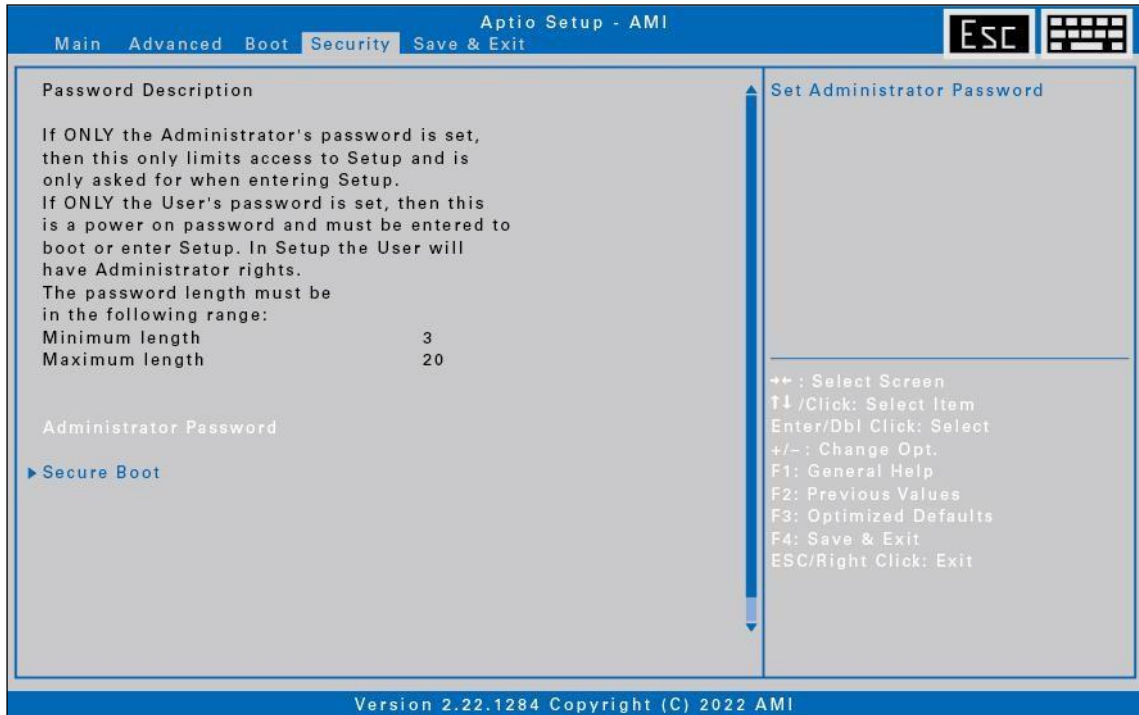 Aptio Setup - AMI
Main Advanced Boot Security Save & Exit
Esc
Password Description
If ONLY the Administrator's password is set,
then this only limits access to Setup and is
only asked for when entering Setup.
If ONLY the User's password is set, then this
is a power on password and must be entered to
boot or enter Setup. In Setup the User will
have Administrator rights.
The password length must be
in the following range:
Minimum length 3
Maximum length 20
Administrator Password
Secure Boot
Set Administrator Password
→← : Select Screen
↑↓ /Click: Select Item
Enter/Dbl Click: Select
+/- : Change Opt.
F1: General Help
F2: Previous Values
F3: Optimized Defaults
F4: Save & Exit
ESC/Right Click: Exit
Version 2.22.1284 Copyright (C) 2022 AMI